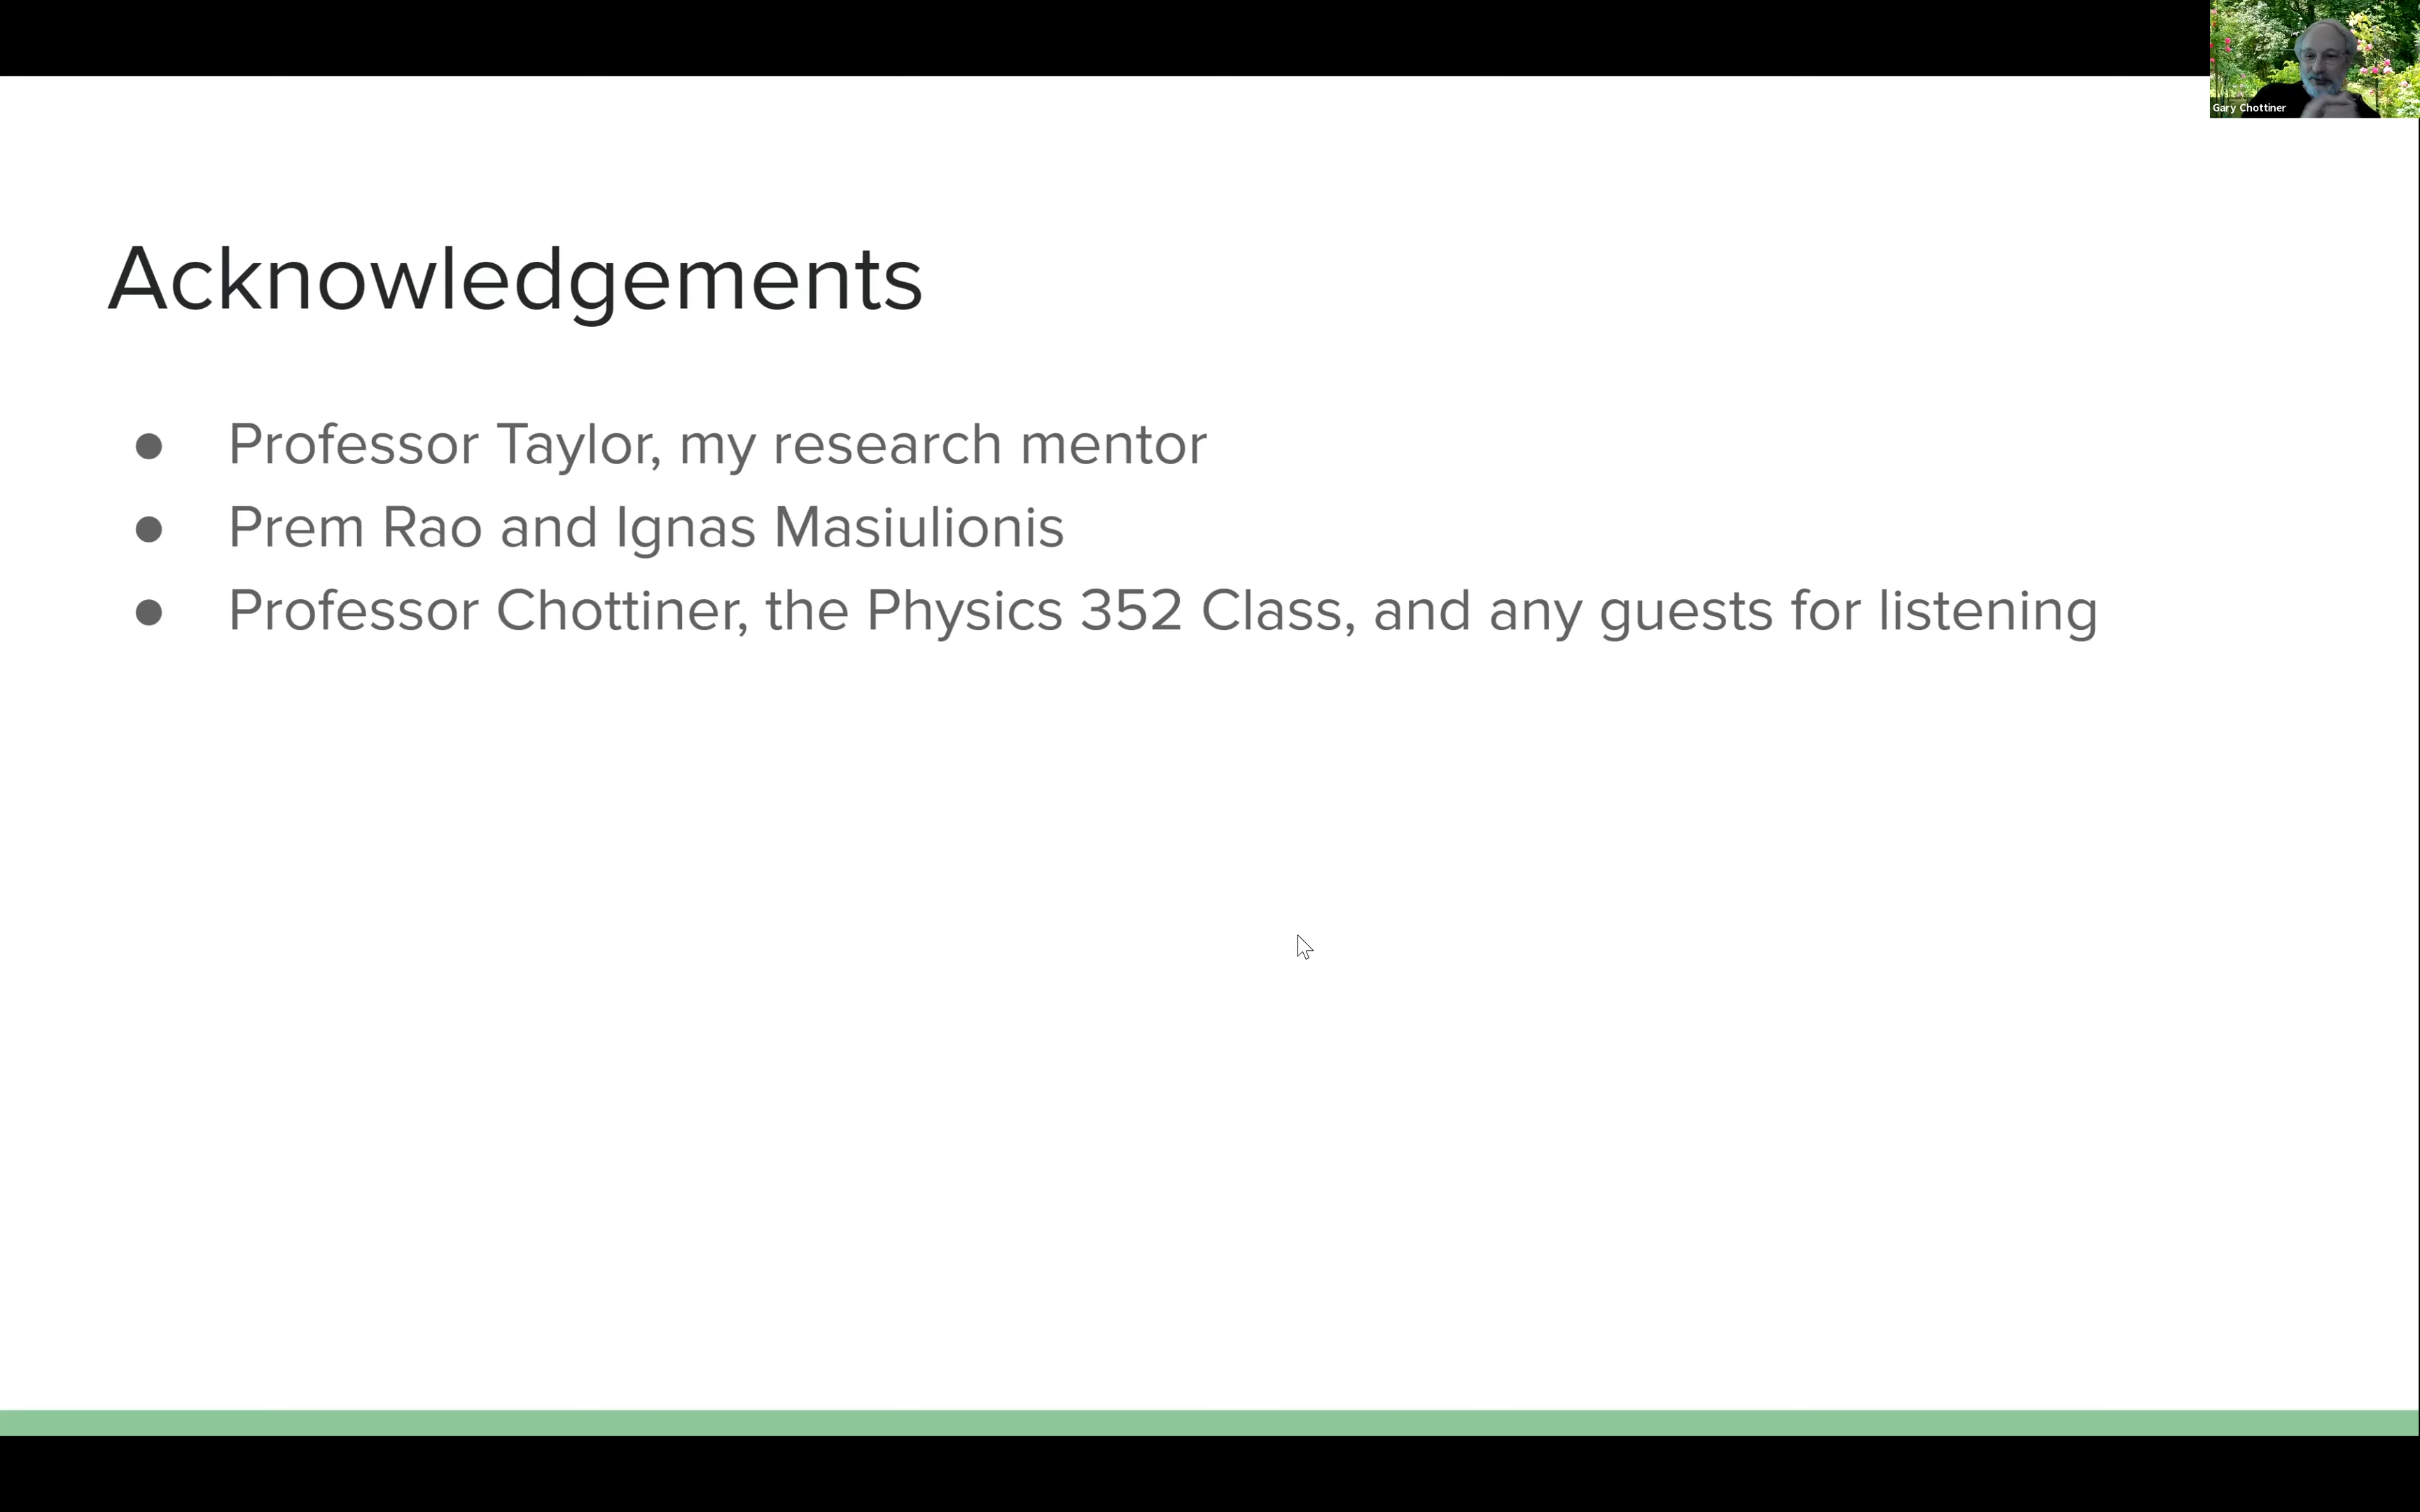 Gary Chottiner
Acknowledgements
● Professor Taylor, my research mentor
● Prem Rao and Ignas Masiulionis
● Professor Chottiner, the Physics 352 Class, and any guests for listening